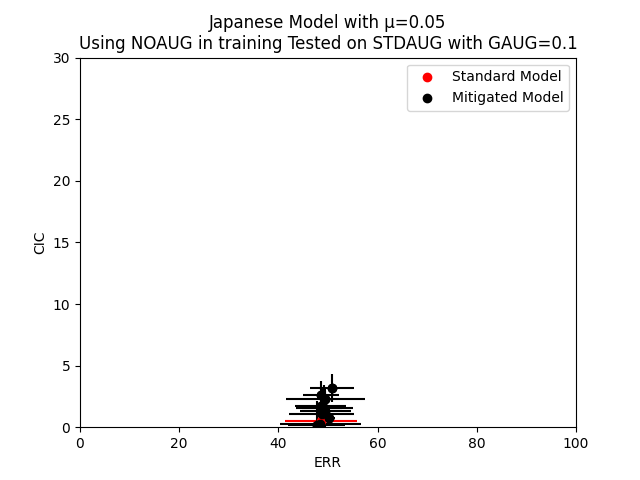 Japanese Model with μ=0.05
Using NOAUG in training Tested on STDAUG with GAUG=0.1
Standard Model
Mitigated Model
30
25
20
15
10
5
0
CIC
0 20 40 60 80 100
ERR